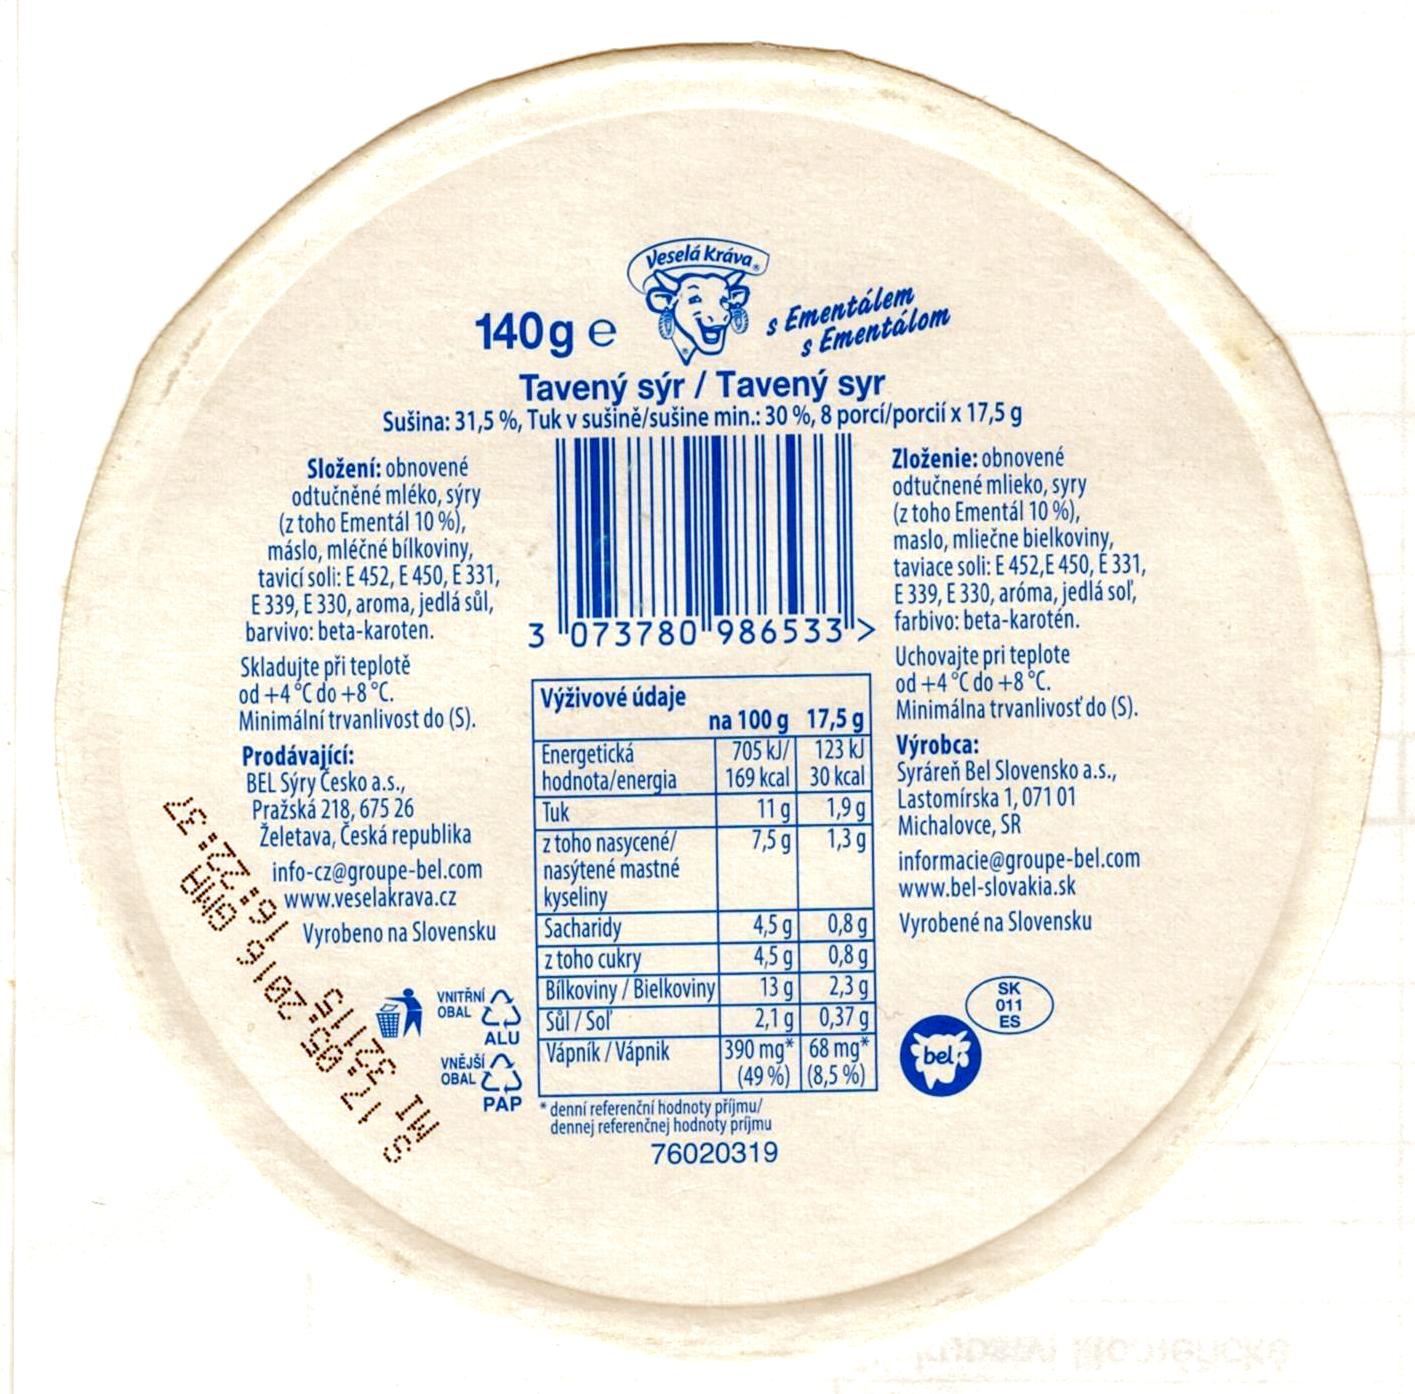 Veselá Kráva®
140g e
s Ementálem
s Ementálom
Tavený sýr / Tavený syr
Sušina: 31,5 %, Tuk v sušině/sušine min.: 30 %, 8 porcí/porcií x 17,5 g
Složení: obnovené
odtučněné mléko, sýry
(z toho Ementál 10 %),
máslo, mléčné bílkoviny,
tavicí soli: E 452, E 450, E 331,
E 339, E 330, aroma, jedlá sůl,
barvivo: beta-karoten.
Skladujte při teplotě
od +4 °C do +8 °C.
Minimální trvanlivost do (S).
Prodávající:
BEL Sýry Česko a.s.,
Pražská 218, 675 26
Želetava, Česká republika
info-cz@groupe-bel.com
www.veselakrava.cz
Vyrobeno na Slovensku
VNITŘNÍ
OBAL
ALU
VNĚJŠÍ
OBAL
PAP
S 17:05:2016 16:22:37
MI 32115 GMA
3 073780 986533 >
Výživové údaje
na 100 g 17,5 g
Energetická 705 kJ/ 123 kJ
hodnota/energia 169 kcal 30 kcal
Tuk 11 g 1,9 g
z toho nasycené/ 7,5 g 1,3 g
nasýtené mastné
kyseliny
Sacharidy 4,5 g 0,8 g
z toho cukry 4,5 g 0,8 g
Bílkoviny / Bielkoviny 13 g 2,3 g
Sůl / Soľ 2,1 g 0,37 g
Vápník / Vápnik 390 mg* 68 mg*
(49 %) (8,5 %)
* denní referenční hodnoty příjmu/
dennej referenčnej hodnoty príjmu
76020319
Zloženie: obnovené
odtučnené mlieko, syry
(z toho Ementál 10 %),
maslo, mliečne bielkoviny,
taviace soli: E 452,E 450, E 331,
E 339, E 330, aróma, jedlá soľ,
farbivo: beta-karotén.
Uchovajte pri teplote
od +4 °C do +8 °C.
Minimálna trvanlivosť do (S).
Výrobca:
Syráreň Bel Slovensko a.s.,
Lastomírska 1, 071 01
Michalovce, SR
informacie@groupe-bel.com
www.bel-slovakia.sk
Vyrobené na Slovensku
SK
011
ES
bel